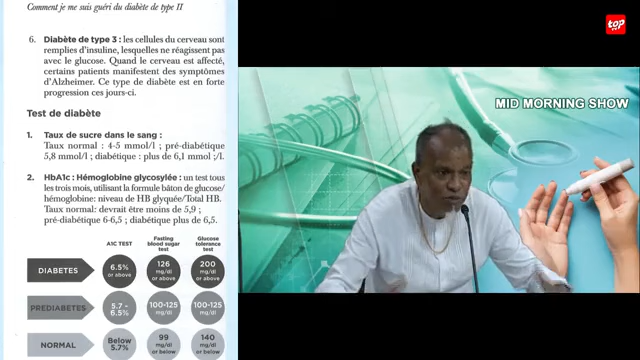 Comment je me suis guéri du diabète de type II
6. Diabète de type 3 : les cellules du cerveau sont
remplies d'insuline, lesquelles ne réagissent pas
avec le glucose. Quand le cerveau est affecté,
certains patients manifestent des symptômes
d'Alzheimer. Ce type de diabète est en forte
progression ces jours-ci.
Test de diabète
1. Taux de sucre dans le sang :
Taux normal : 4-5 mmol/l ; pré-diabétique
5,8 mmol/l ; diabétique : plus de 6,1 mmol ;/l.
2. HbA1c : Hémoglobine glycosylée : un test tous
les trois mois, utilisant la formule bâton de glucose/
hémoglobine: niveau de HB glyquée/Total HB.
Taux normal: devrait être moins de 5,9 ;
pré-diabétique 6-6,5 ; diabétique plus de 6,5.
A1C TEST
Fasting
blood sugar
test
Glucose
tolerance
test
DIABETES
6.5%
or above
126
mg/dl
or above
200
mg/dl
or above
PREDIABETES
5.7 -
6.5%
100-125
mg/dl
100-125
mg/dl
NORMAL
Below
5.7%
99
mg/dl
or below
140
mg/dl
or below
top
MID MORNING SHOW